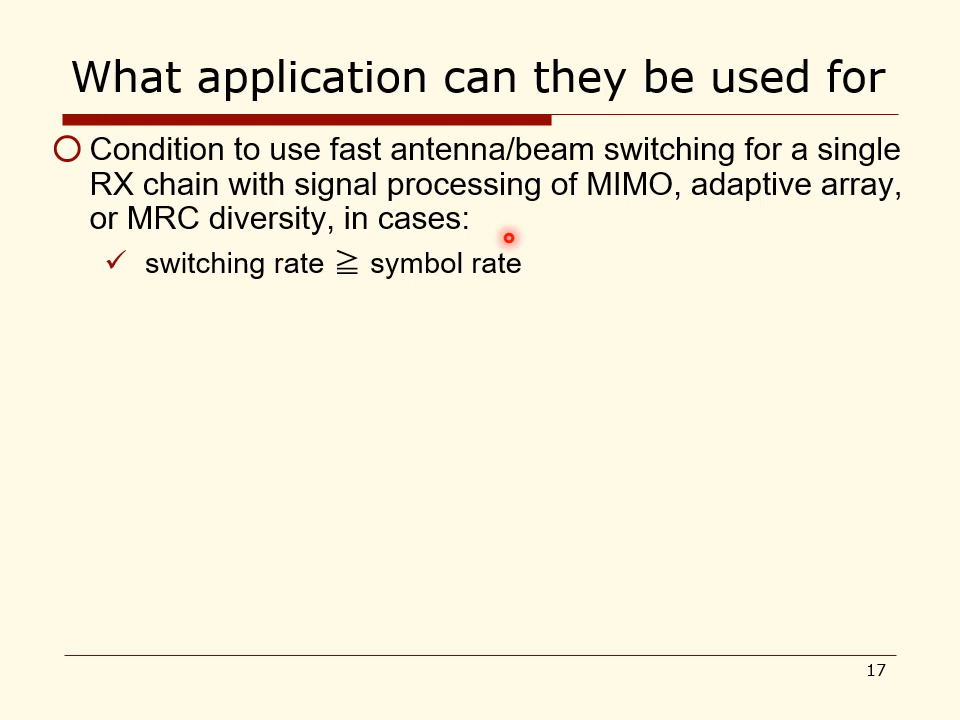 What application can they be used for
Condition to use fast antenna/beam switching for a single
RX chain with signal processing of MIMO, adaptive array,
or MRC diversity, in cases:
✓ switching rate ≧ symbol rate
17